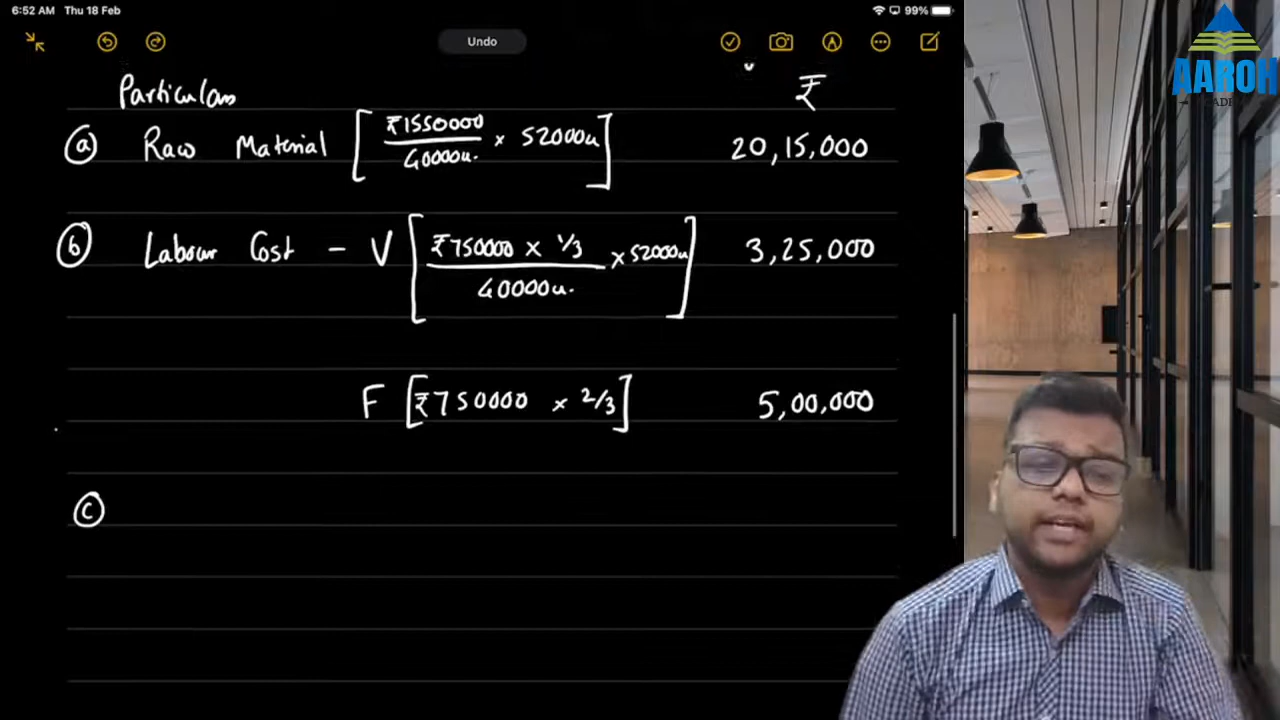 6:52 AM Thu 18 Feb 99%
Undo
AAROH
Particulars ₹
(a) Raw Material [₹1550000 / 40000u. × 52000u] 20,15,000
(b) Labour Cost - V [₹750000 × 1/3 / 40000u. × 52000u] 3,25,000
F [₹750000 × 2/3] 5,00,000
(c)